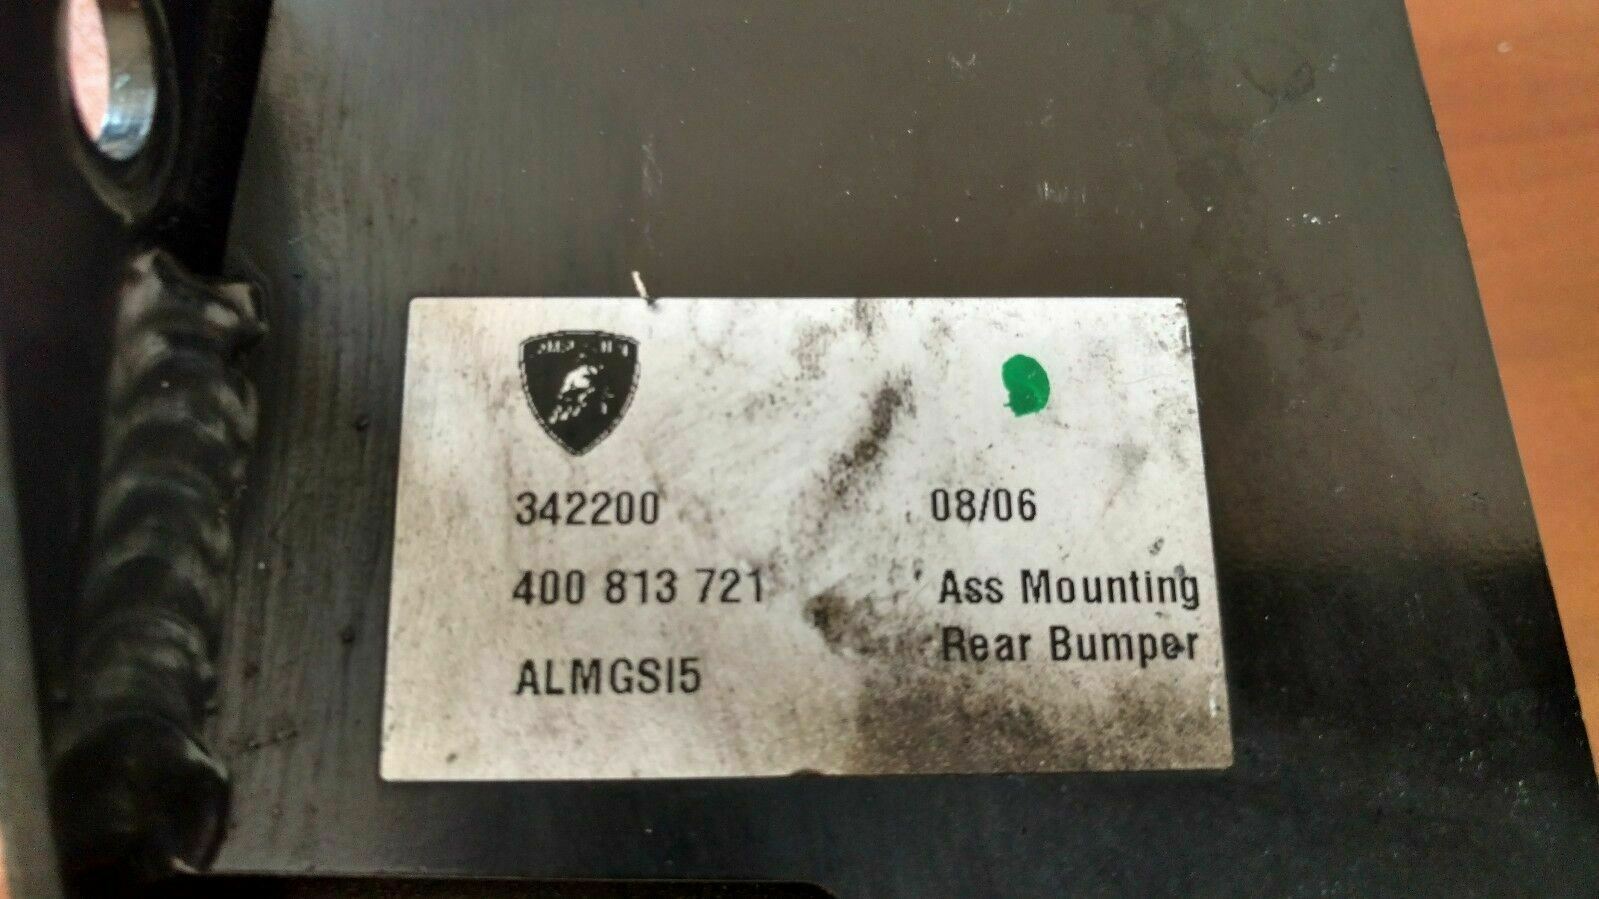 342200 08/06
400 813 721 Ass Mounting
Rear Bumper
ALMGSI5